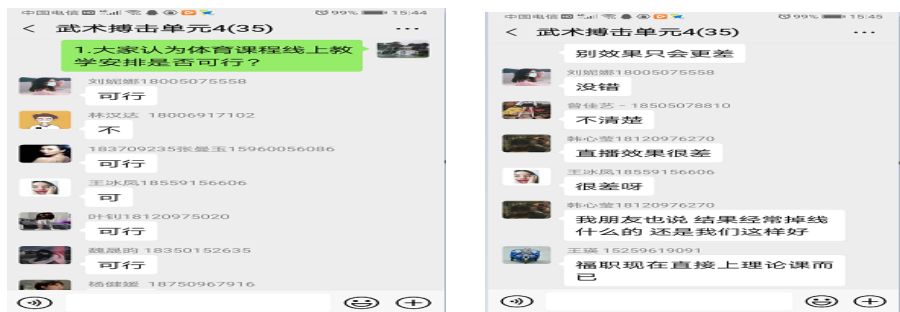 中国电信
99%
15:44
武术搏击单元4(35)
1.大家认为体育课程线上教
学安排是否可行？
刘妮娜18005075558
可行
林汉达 18006917102
不
183709235张曼玉15960056086
可行
王冰凤18559156606
可
叶钊18120975020
可行
魏晟昀 18350152635
可行
杨健媛 18750967916
中国电信
99%
15:45
武术搏击单元4(35)
别效果只会更差
刘妮娜18005075558
没错
曾佳艺 - 18505078810
不清楚
韩心莹18120976270
直播效果很差
王冰凤18559156606
很差呀
韩心莹18120976270
我朋友也说 结果经常掉线
什么的 还是我们这样好
王瑛 15259619091
福职现在直接上理论课而
已